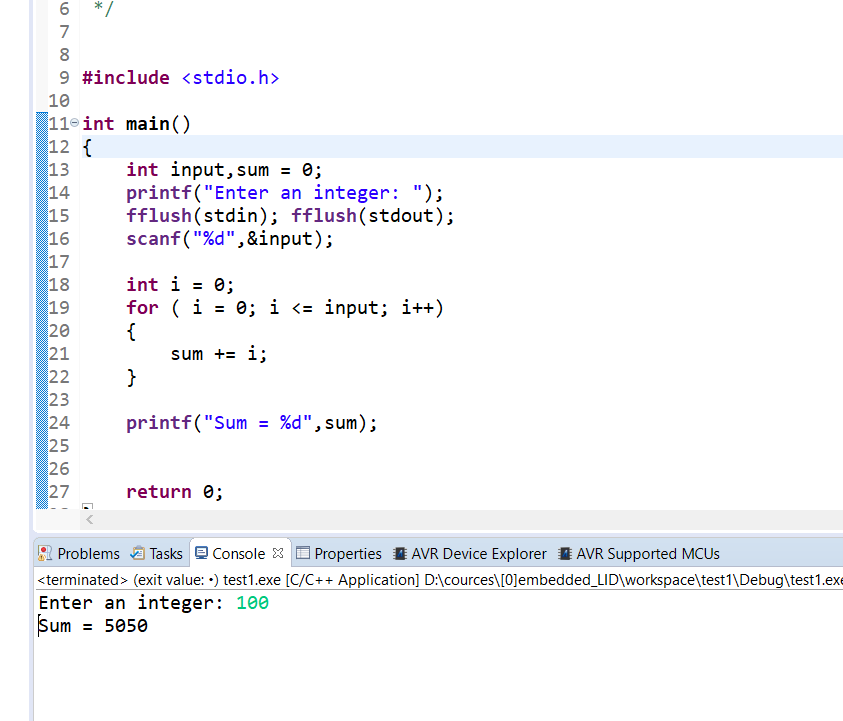 6 */
7
8
9 #include <stdio.h>
10
11 int main()
12 {
13 int input,sum = 0;
14 printf("Enter an integer: ");
15 fflush(stdin); fflush(stdout);
16 scanf("%d",&input);
17
18 int i = 0;
19 for ( i = 0; i <= input; i++)
20 {
21 sum += i;
22 }
23
24 printf("Sum = %d",sum);
25
26
27 return 0;
Problems Tasks Console Properties AVR Device Explorer AVR Supported MCUs
<terminated> (exit value: •) test1.exe [C/C++ Application] D:\cources\[0]embedded_LID\workspace\test1\Debug\test1.exe
Enter an integer: 100
Sum = 5050